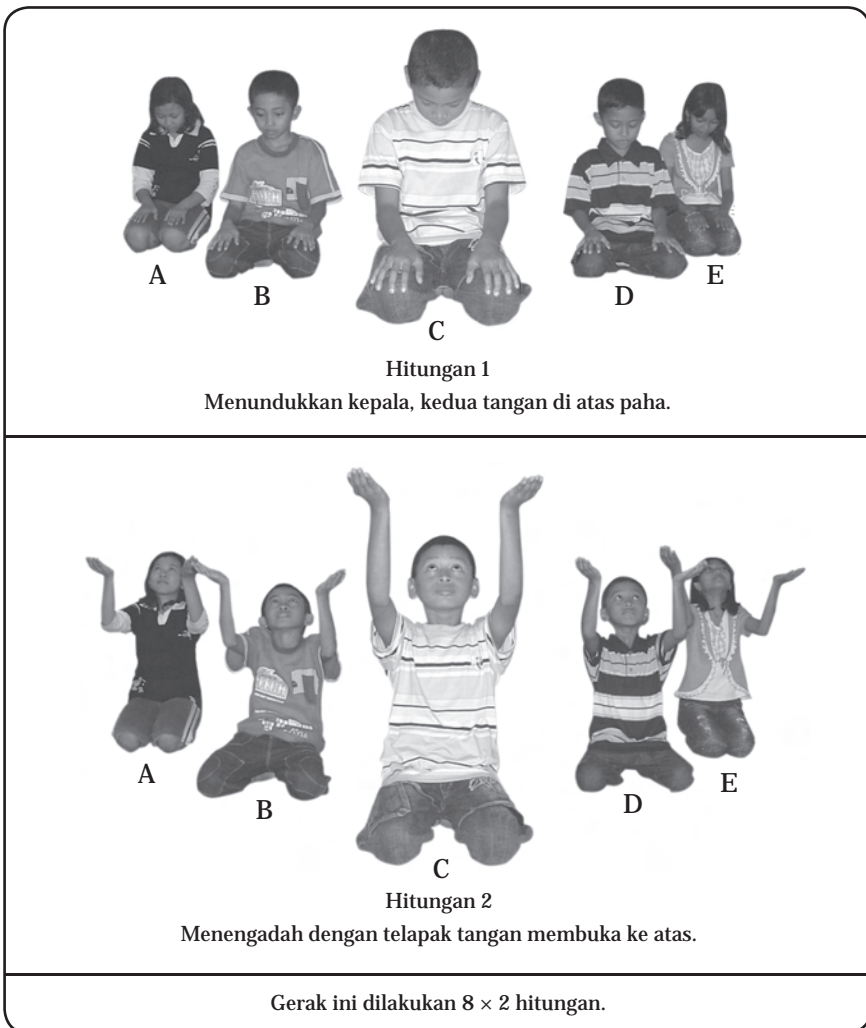 A
B
C
D
E
Hitungan 1
Menundukkan kepala, kedua tangan di atas paha.
A
B
C
D
E
Hitungan 2
Menengadah dengan telapak tangan membuka ke atas.
Gerak ini dilakukan 8 × 2 hitungan.